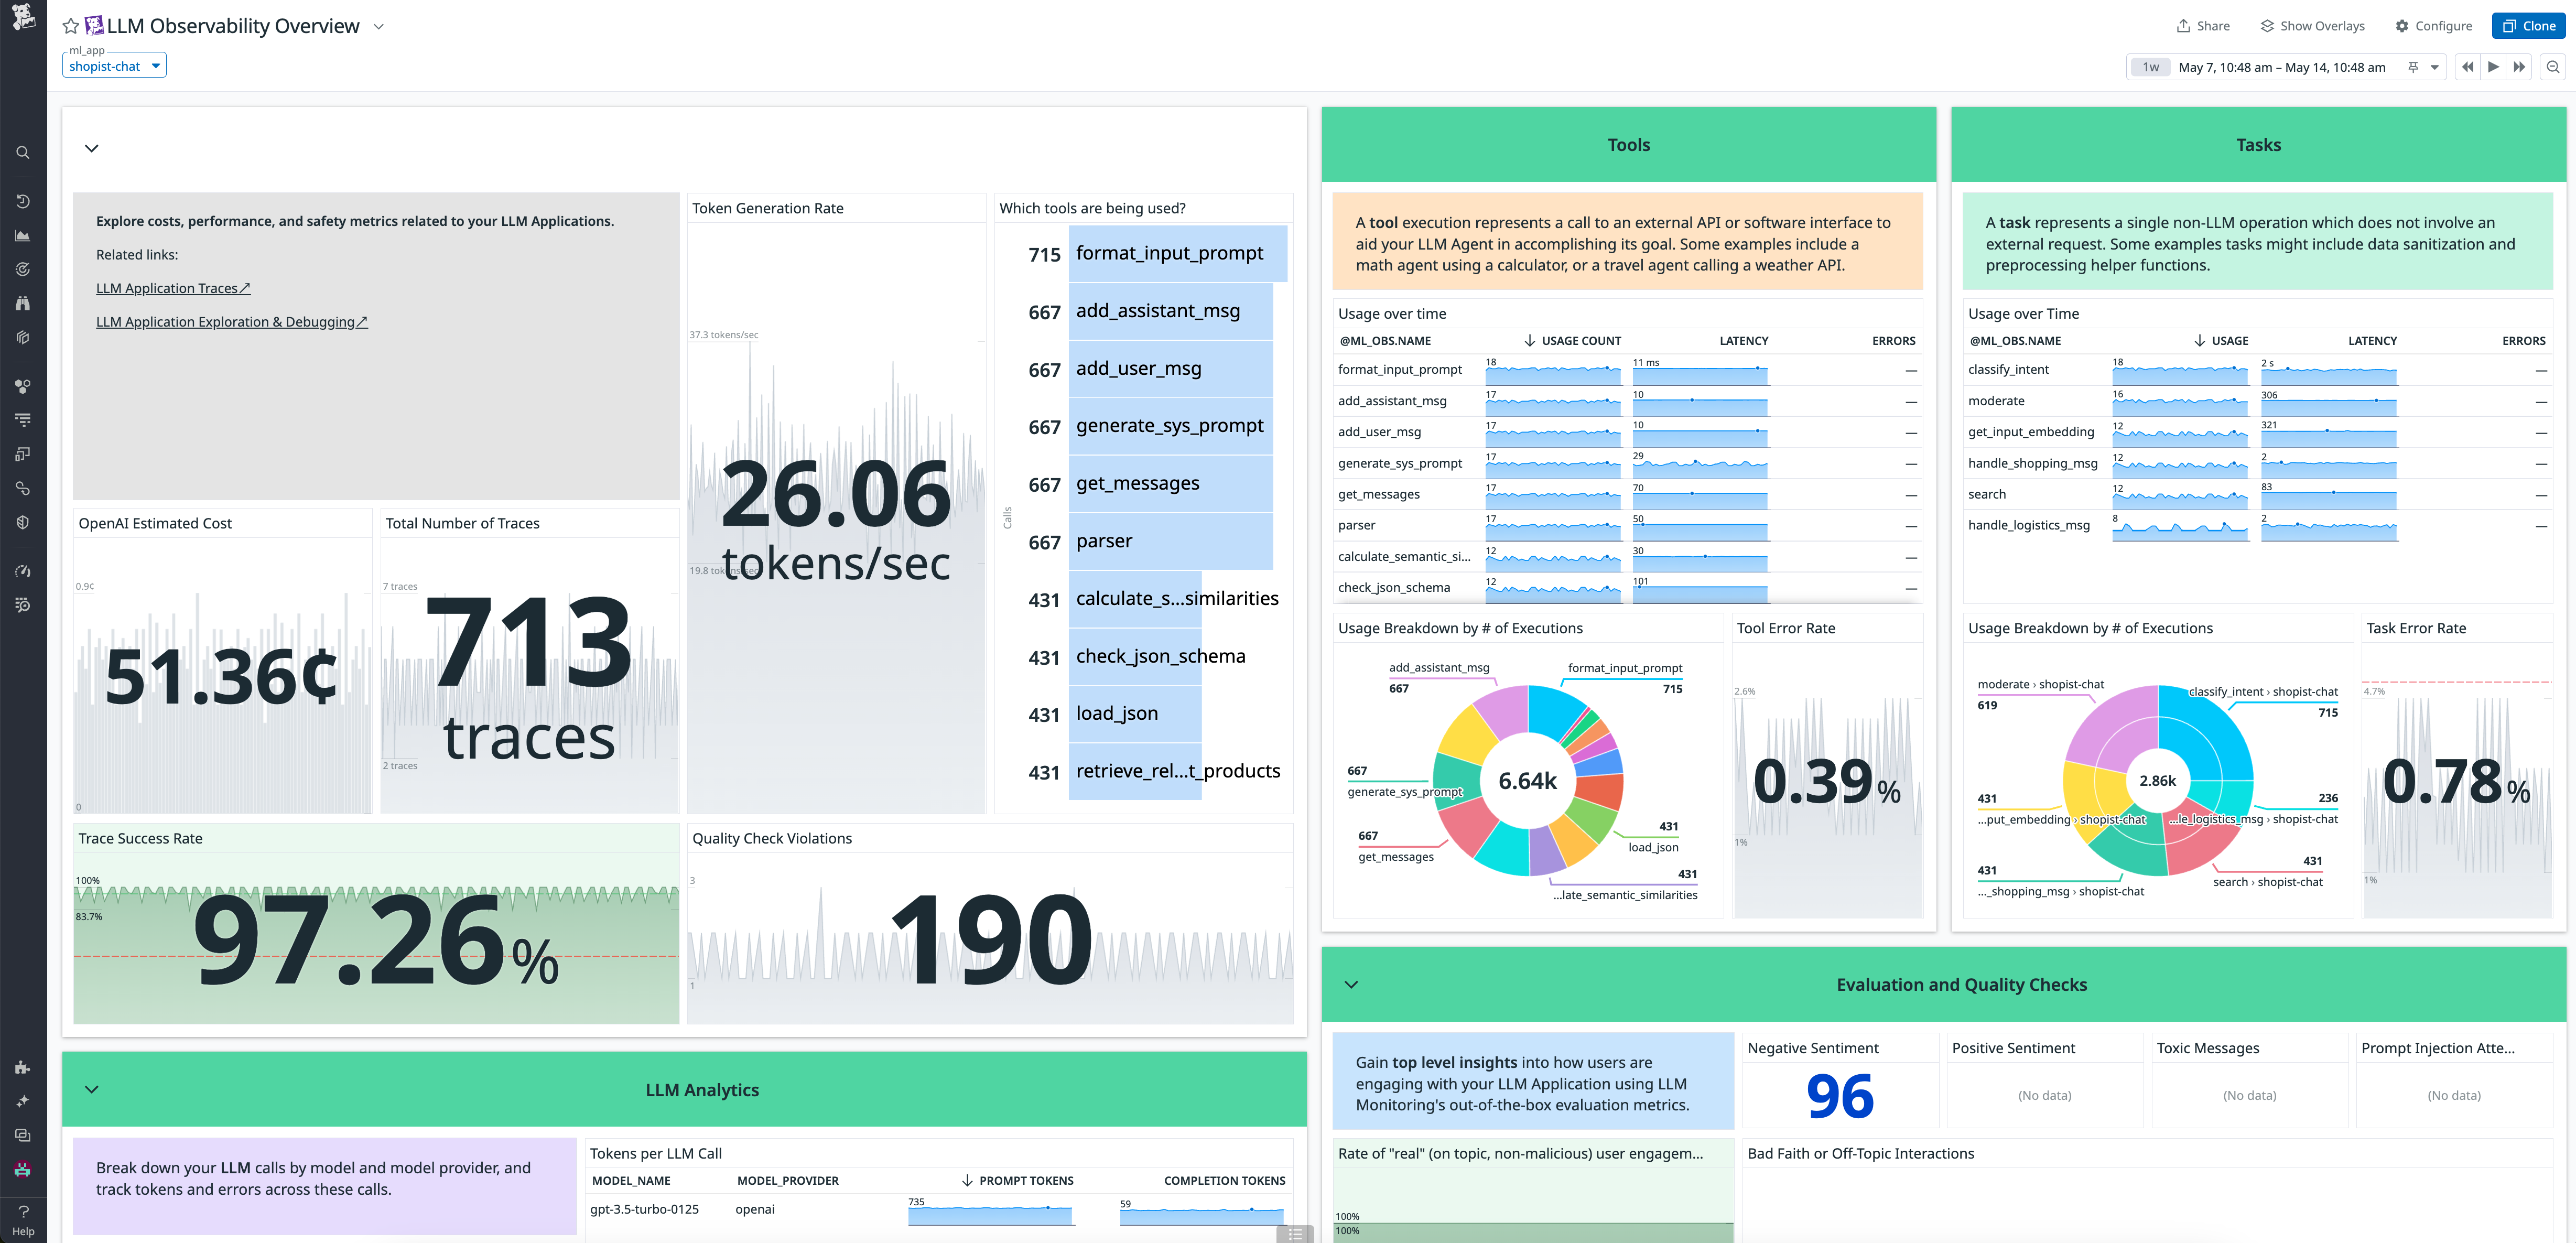 LLM Observability Overview
Share
Show Overlays
Configure
Clone
ml_app
shopist-chat
1w May 7, 10:48 am – May 14, 10:48 am
Explore costs, performance, and safety metrics related to your LLM Applications.
Related links:
LLM Application Traces↗
LLM Application Exploration & Debugging↗
OpenAI Estimated Cost
0.9¢
51.36¢
0
Total Number of Traces
7 traces
713
traces
2 traces
Token Generation Rate
37.3 tokens/sec
26.06
tokens/sec
19.8 tokens/sec
Which tools are being used?
Calls
715 format_input_prompt
667 add_assistant_msg
667 add_user_msg
667 generate_sys_prompt
667 get_messages
667 parser
431 calculate_s...similarities
431 check_json_schema
431 load_json
431 retrieve_rel...t_products
Trace Success Rate
100%
83.7%
97.26%
Quality Check Violations
3
190
1
LLM Analytics
Break down your LLM calls by model and model provider, and
track tokens and errors across these calls.
Tokens per LLM Call
MODEL_NAME MODEL_PROVIDER ↓ PROMPT TOKENS COMPLETION TOKENS
gpt-3.5-turbo-0125 openai 735 59
Tools
A tool execution represents a call to an external API or software interface to
aid your LLM Agent in accomplishing its goal. Some examples include a
math agent using a calculator, or a travel agent calling a weather API.
Usage over time
@ML_OBS.NAME ↓ USAGE COUNT LATENCY ERRORS
format_input_prompt 18 11 ms —
add_assistant_msg 17 10 —
add_user_msg 17 10 —
generate_sys_prompt 17 29 —
get_messages 17 70 —
parser 17 50 —
calculate_semantic_si... 12 30 —
check_json_schema 12 101 —
Usage Breakdown by # of Executions
add_assistant_msg
667
format_input_prompt
715
667
generate_sys_prompt
6.64k
667
get_messages
431
load_json
431
...late_semantic_similarities
Tool Error Rate
2.6%
0.39%
1%
Tasks
A task represents a single non-LLM operation which does not involve an
external request. Some examples tasks might include data sanitization and
preprocessing helper functions.
Usage over Time
@ML_OBS.NAME ↓ USAGE LATENCY ERRORS
classify_intent 18 2 s —
moderate 16 306 —
get_input_embedding 12 321 —
handle_shopping_msg 12 2 —
search 12 83 —
handle_logistics_msg 8 2 —
Usage Breakdown by # of Executions
moderate › shopist-chat
619
classify_intent › shopist-chat
715
2.86k
431
...put_embedding › shopist-chat
236
...le_logistics_msg › shopist-chat
431
..._shopping_msg › shopist-chat
431
search › shopist-chat
Task Error Rate
4.7%
0.78%
1%
Evaluation and Quality Checks
Gain top level insights into how users are
engaging with your LLM Application using LLM
Monitoring's out-of-the-box evaluation metrics.
Negative Sentiment
96
Positive Sentiment
(No data)
Toxic Messages
(No data)
Prompt Injection Atte...
(No data)
Rate of "real" (on topic, non-malicious) user engagem...
100%
100%
Bad Faith or Off-Topic Interactions
Help